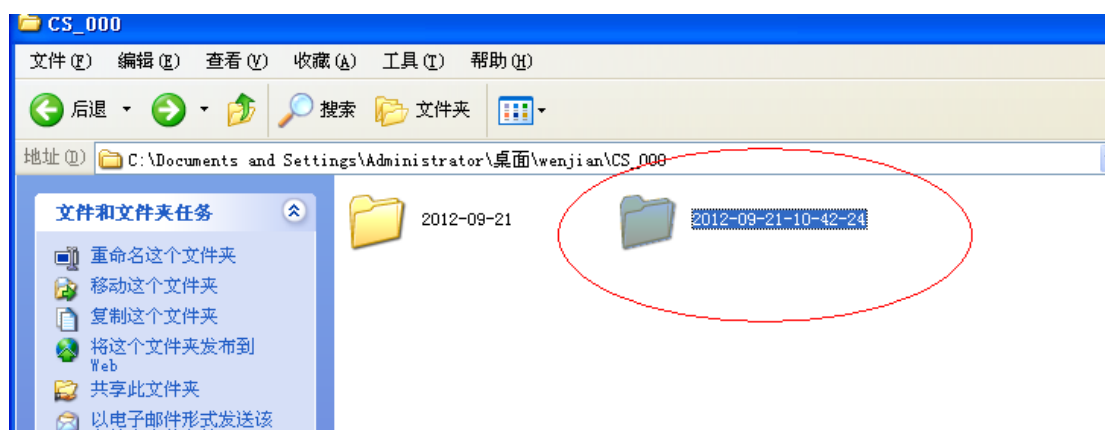 CS_000
文件(F) 编辑(E) 查看(V) 收藏(A) 工具(T) 帮助(H)
后退 搜索 文件夹
地址(D) C:\Documents and Settings\Administrator\桌面\wenjian\CS_000
文件和文件夹任务
2012-09-21 2012-09-21-10-42-24
重命名这个文件夹
移动这个文件夹
复制这个文件夹
将这个文件夹发布到
Web
共享此文件夹
以电子邮件形式发送该